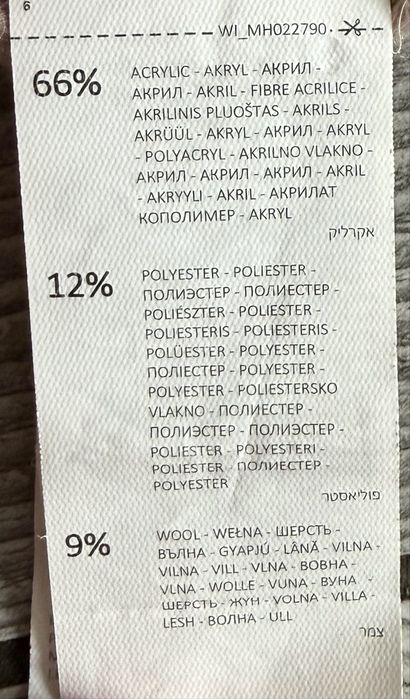 6
WI_MH022790
66%
ACRYLIC - AKRYL - АКРИЛ -
АКРИЛ - AKRIL - FIBRE ACRILICE -
AKRILINIS PLUOŠTAS - AKRILS -
AKRÜÜL - AKRYL - АКРИЛ - AKRYL
- POLYACRYL - AKRILNO VLAKNO -
АКРИЛ - АКРИЛ - АКРИЛ - AKRIL
- AKRYYLI - AKRIL - АКРИЛАТ
КОПОЛИМЕР - AKRYL
אקרליק
12%
POLYESTER - POLIESTER -
ПОЛИЭСТЕР - ПОЛИЕСТЕР -
POLIÉSZTER - POLIESTER -
POLIESTERIS - POLIESTERIS -
POLÜESTER - POLYESTER -
ПОЛІЕСТЕР - POLYESTER -
POLYESTER - POLIESTERSKO
VLAKNO - ПОЛИЕСТЕР -
ПОЛИЭСТЕР - ПОЛИЭСТЕР -
POLIESTER - POLYESTERI -
POLIESTER - ПОЛИЕСТЕР -
POLYESTER
פוליאסטר
9%
WOOL - WEŁNA - ШЕРСТЬ -
ВЪЛНА - GYAPJÚ - LÂNĂ - VILNA -
VILNA - VILL - VLNA - ВОВНА -
VLNA - WOLLE - VUNA - ВУНА -
ШЕРСТЬ - ЖҮН - VOLNA - VILLA -
LESH - ВОЛНА - ULL
צמר